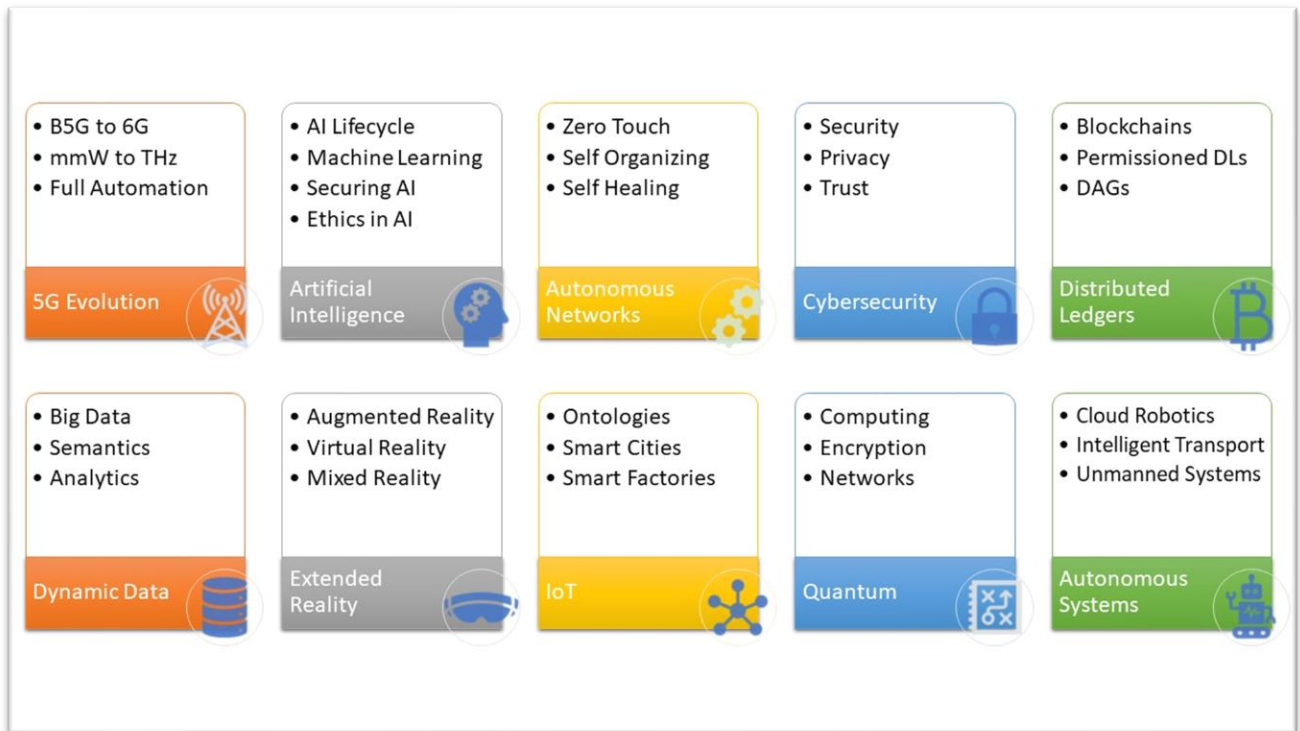 • B5G to 6G
• mmW to THz
• Full Automation
5G Evolution
• AI Lifecycle
• Machine Learning
• Securing AI
• Ethics in AI
Artificial
Intelligence
• Zero Touch
• Self Organizing
• Self Healing
Autonomous
Networks
• Security
• Privacy
• Trust
Cybersecurity
• Blockchains
• Permissioned DLs
• DAGs
Distributed
Ledgers
• Big Data
• Semantics
• Analytics
Dynamic Data
• Augmented Reality
• Virtual Reality
• Mixed Reality
Extended
Reality
• Ontologies
• Smart Cities
• Smart Factories
IoT
• Computing
• Encryption
• Networks
Quantum
• Cloud Robotics
• Intelligent Transport
• Unmanned Systems
Autonomous
Systems